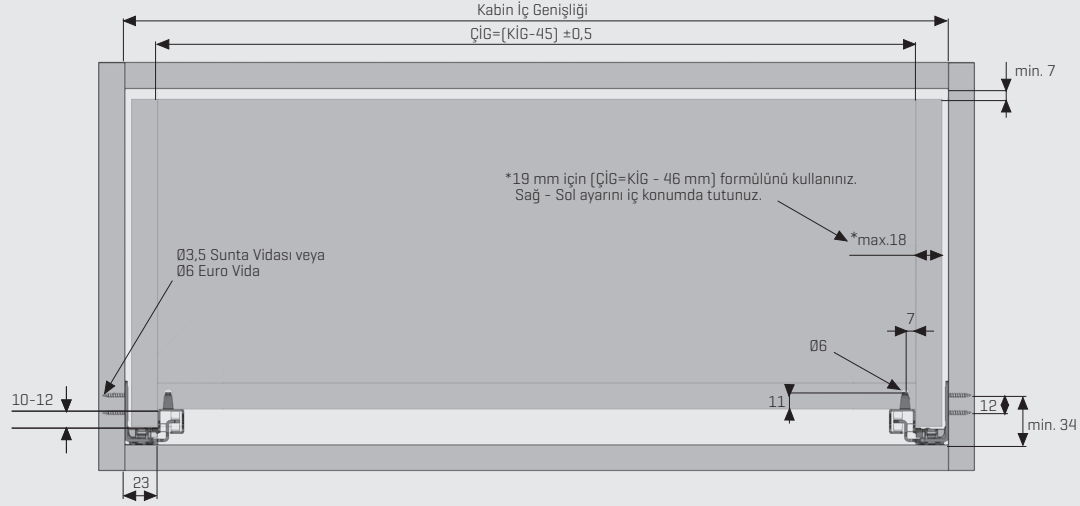 Kabin İç Genişliği
ÇİG=(KİG-45) ±0,5
min. 7
*19 mm için (ÇİG=KİG - 46 mm) formülünü kullanınız.
Sağ - Sol ayarını iç konumda tutunuz.
*max.18
Ø3,5 Sunta Vidası veya
Ø6 Euro Vida
7
Ø6
10-12
11
12
min. 34
23